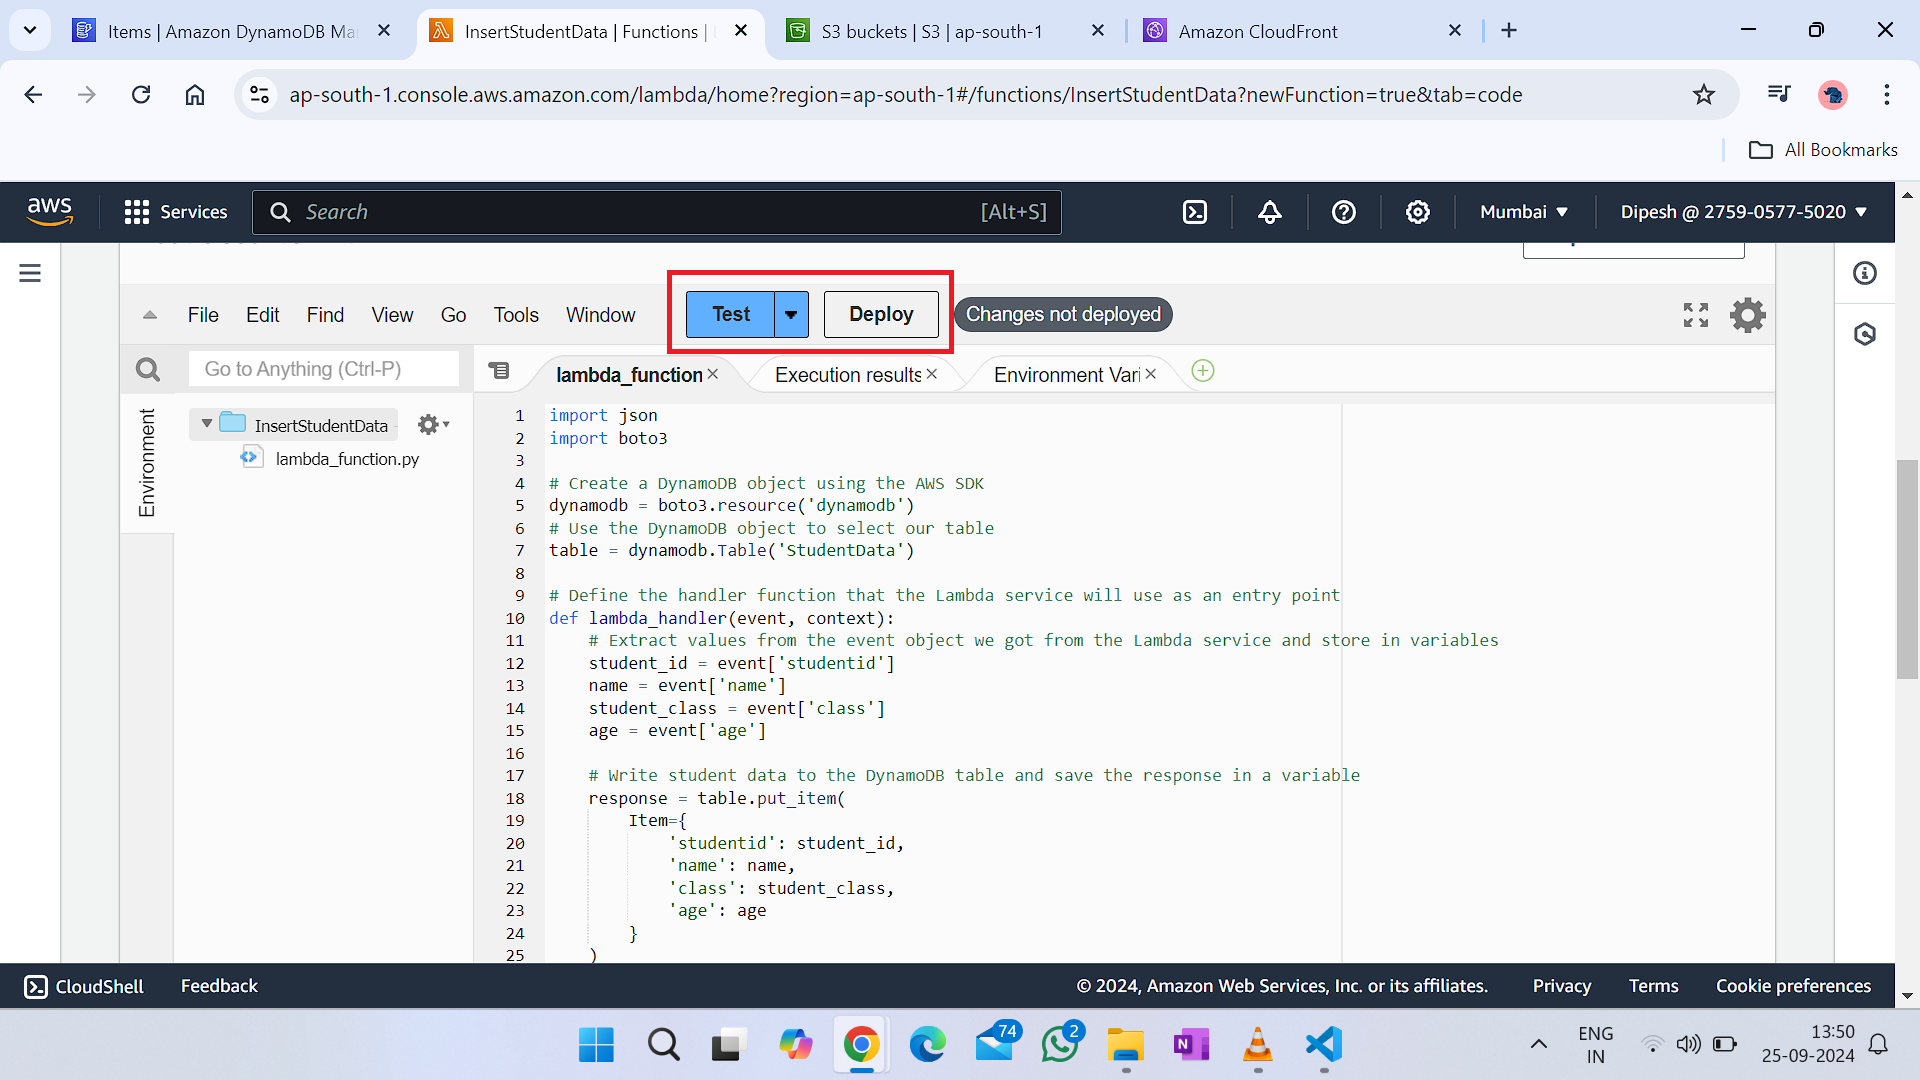 Items | Amazon DynamoDB Ma
InsertStudentData | Functions |
S3 buckets | S3 | ap-south-1
Amazon CloudFront
ap-south-1.console.aws.amazon.com/lambda/home?region=ap-south-1#/functions/InsertStudentData?newFunction=true&tab=code
All Bookmarks
aws
Services
Search
[Alt+S]
Mumbai
Dipesh @ 2759-0577-5020
File Edit Find View Go Tools Window
Test
Deploy
Changes not deployed
Go to Anything (Ctrl-P)
lambda_function
Execution results
Environment Vari
Environment
InsertStudentData
lambda_function.py
1 import json
2 import boto3
3
4 # Create a DynamoDB object using the AWS SDK
5 dynamodb = boto3.resource('dynamodb')
6 # Use the DynamoDB object to select our table
7 table = dynamodb.Table('StudentData')
8
9 # Define the handler function that the Lambda service will use as an entry point
10 def lambda_handler(event, context):
11     # Extract values from the event object we got from the Lambda service and store in variables
12     student_id = event['studentid']
13     name = event['name']
14     student_class = event['class']
15     age = event['age']
16
17     # Write student data to the DynamoDB table and save the response in a variable
18     response = table.put_item(
19         Item={
20             'studentid': student_id,
21             'name': name,
22             'class': student_class,
23             'age': age
24         }
25     )
CloudShell
Feedback
© 2024, Amazon Web Services, Inc. or its affiliates.
Privacy
Terms
Cookie preferences
74
2
N
ENG
IN
13:50
25-09-2024